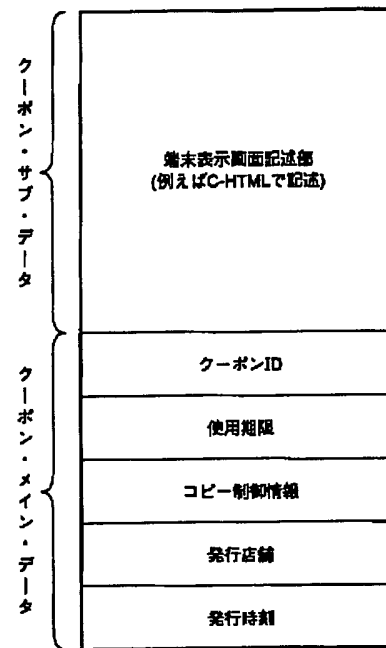 クーポン・サブ・データ
端末表示画面記述部
(例えばC-HTMLで記述)
クーポン・メイン・データ
クーポンID
使用期限
コピー制御情報
発行店舗
発行時刻